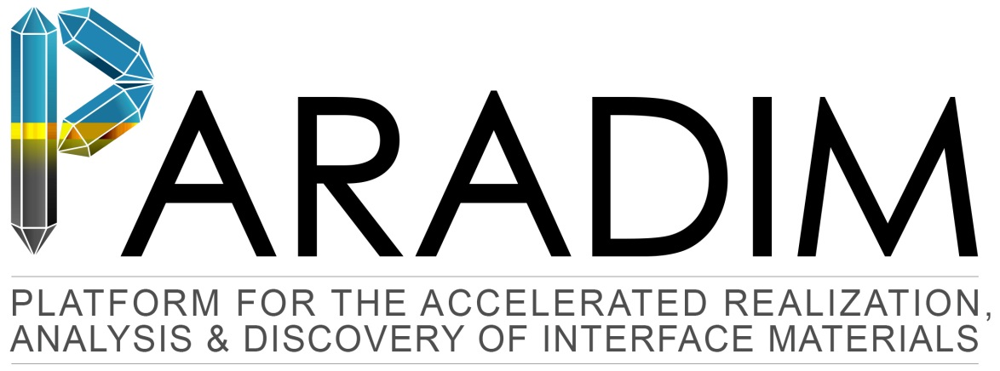 PARADIM
PLATFORM FOR THE ACCELERATED REALIZATION,
ANALYSIS & DISCOVERY OF INTERFACE MATERIALS